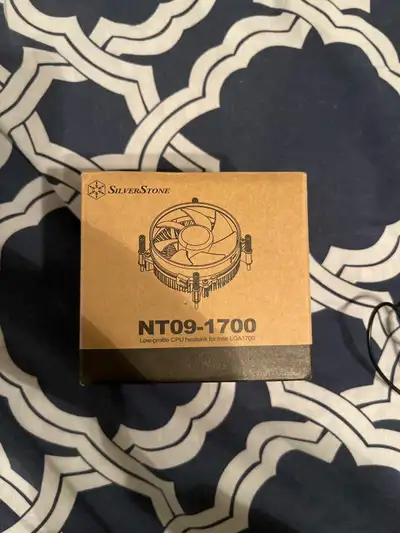 SILVERSTONE
NT09-1700
Low-profile CPU heatsink for Intel LGA1700